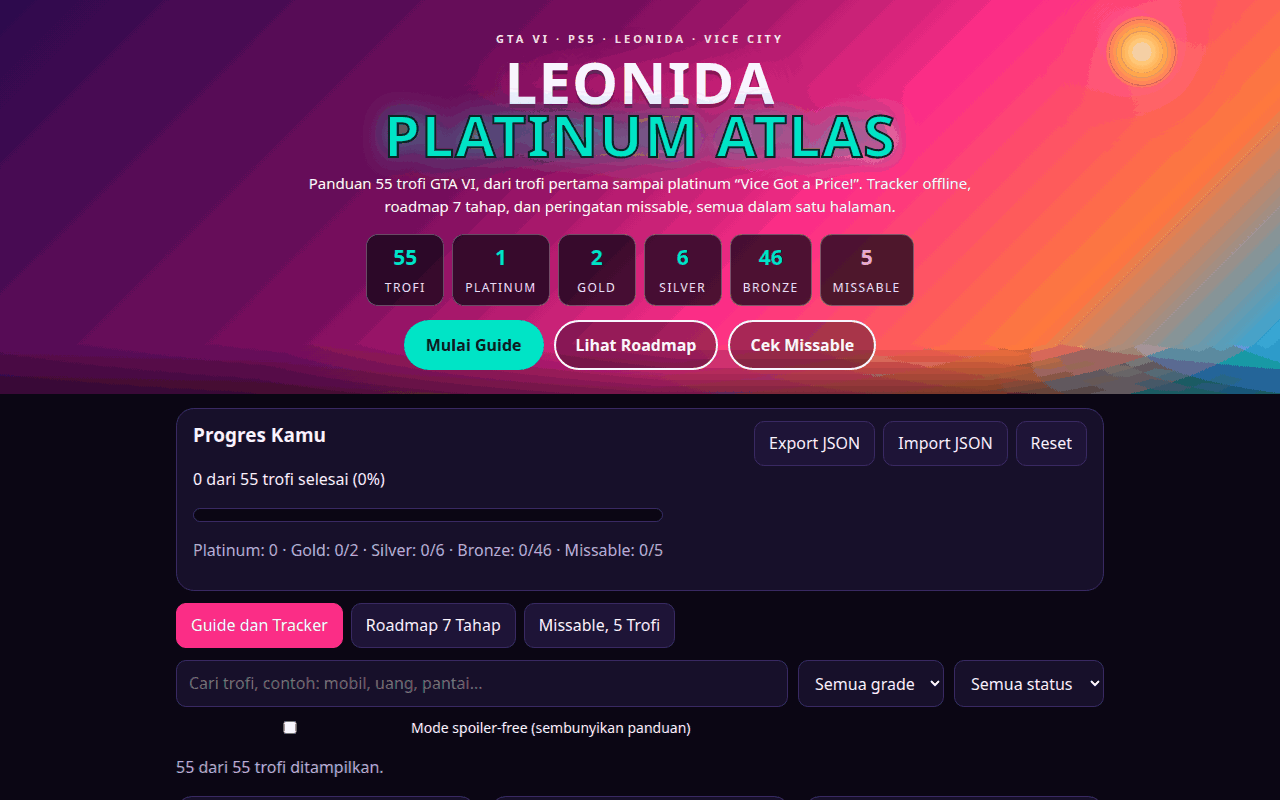 GTA VI · PS5 · LEONIDA · VICE CITY
LEONIDA
PLATINUM ATLAS
Panduan 55 trofi GTA VI, dari trofi pertama sampai platinum “Vice Got a Price!”. Tracker offline,
roadmap 7 tahap, dan peringatan missable, semua dalam satu halaman.
55 1 2 6 46 5
TROFI PLATINUM GOLD SILVER BRONZE MISSABLE
Mulai Guide Lihat Roadmap Cek Missable
Progres Kamu Export JSON Import JSON Reset
0 dari 55 trofi selesai (0%)
Platinum: 0 · Gold: 0/2 · Silver: 0/6 · Bronze: 0/46 · Missable: 0/5
Guide dan Tracker Roadmap 7 Tahap Missable, 5 Trofi
Cari trofi, contoh: mobil, uang, pantai... Semua grade Semua status
Mode spoiler-free (sembunyikan panduan)
55 dari 55 trofi ditampilkan.